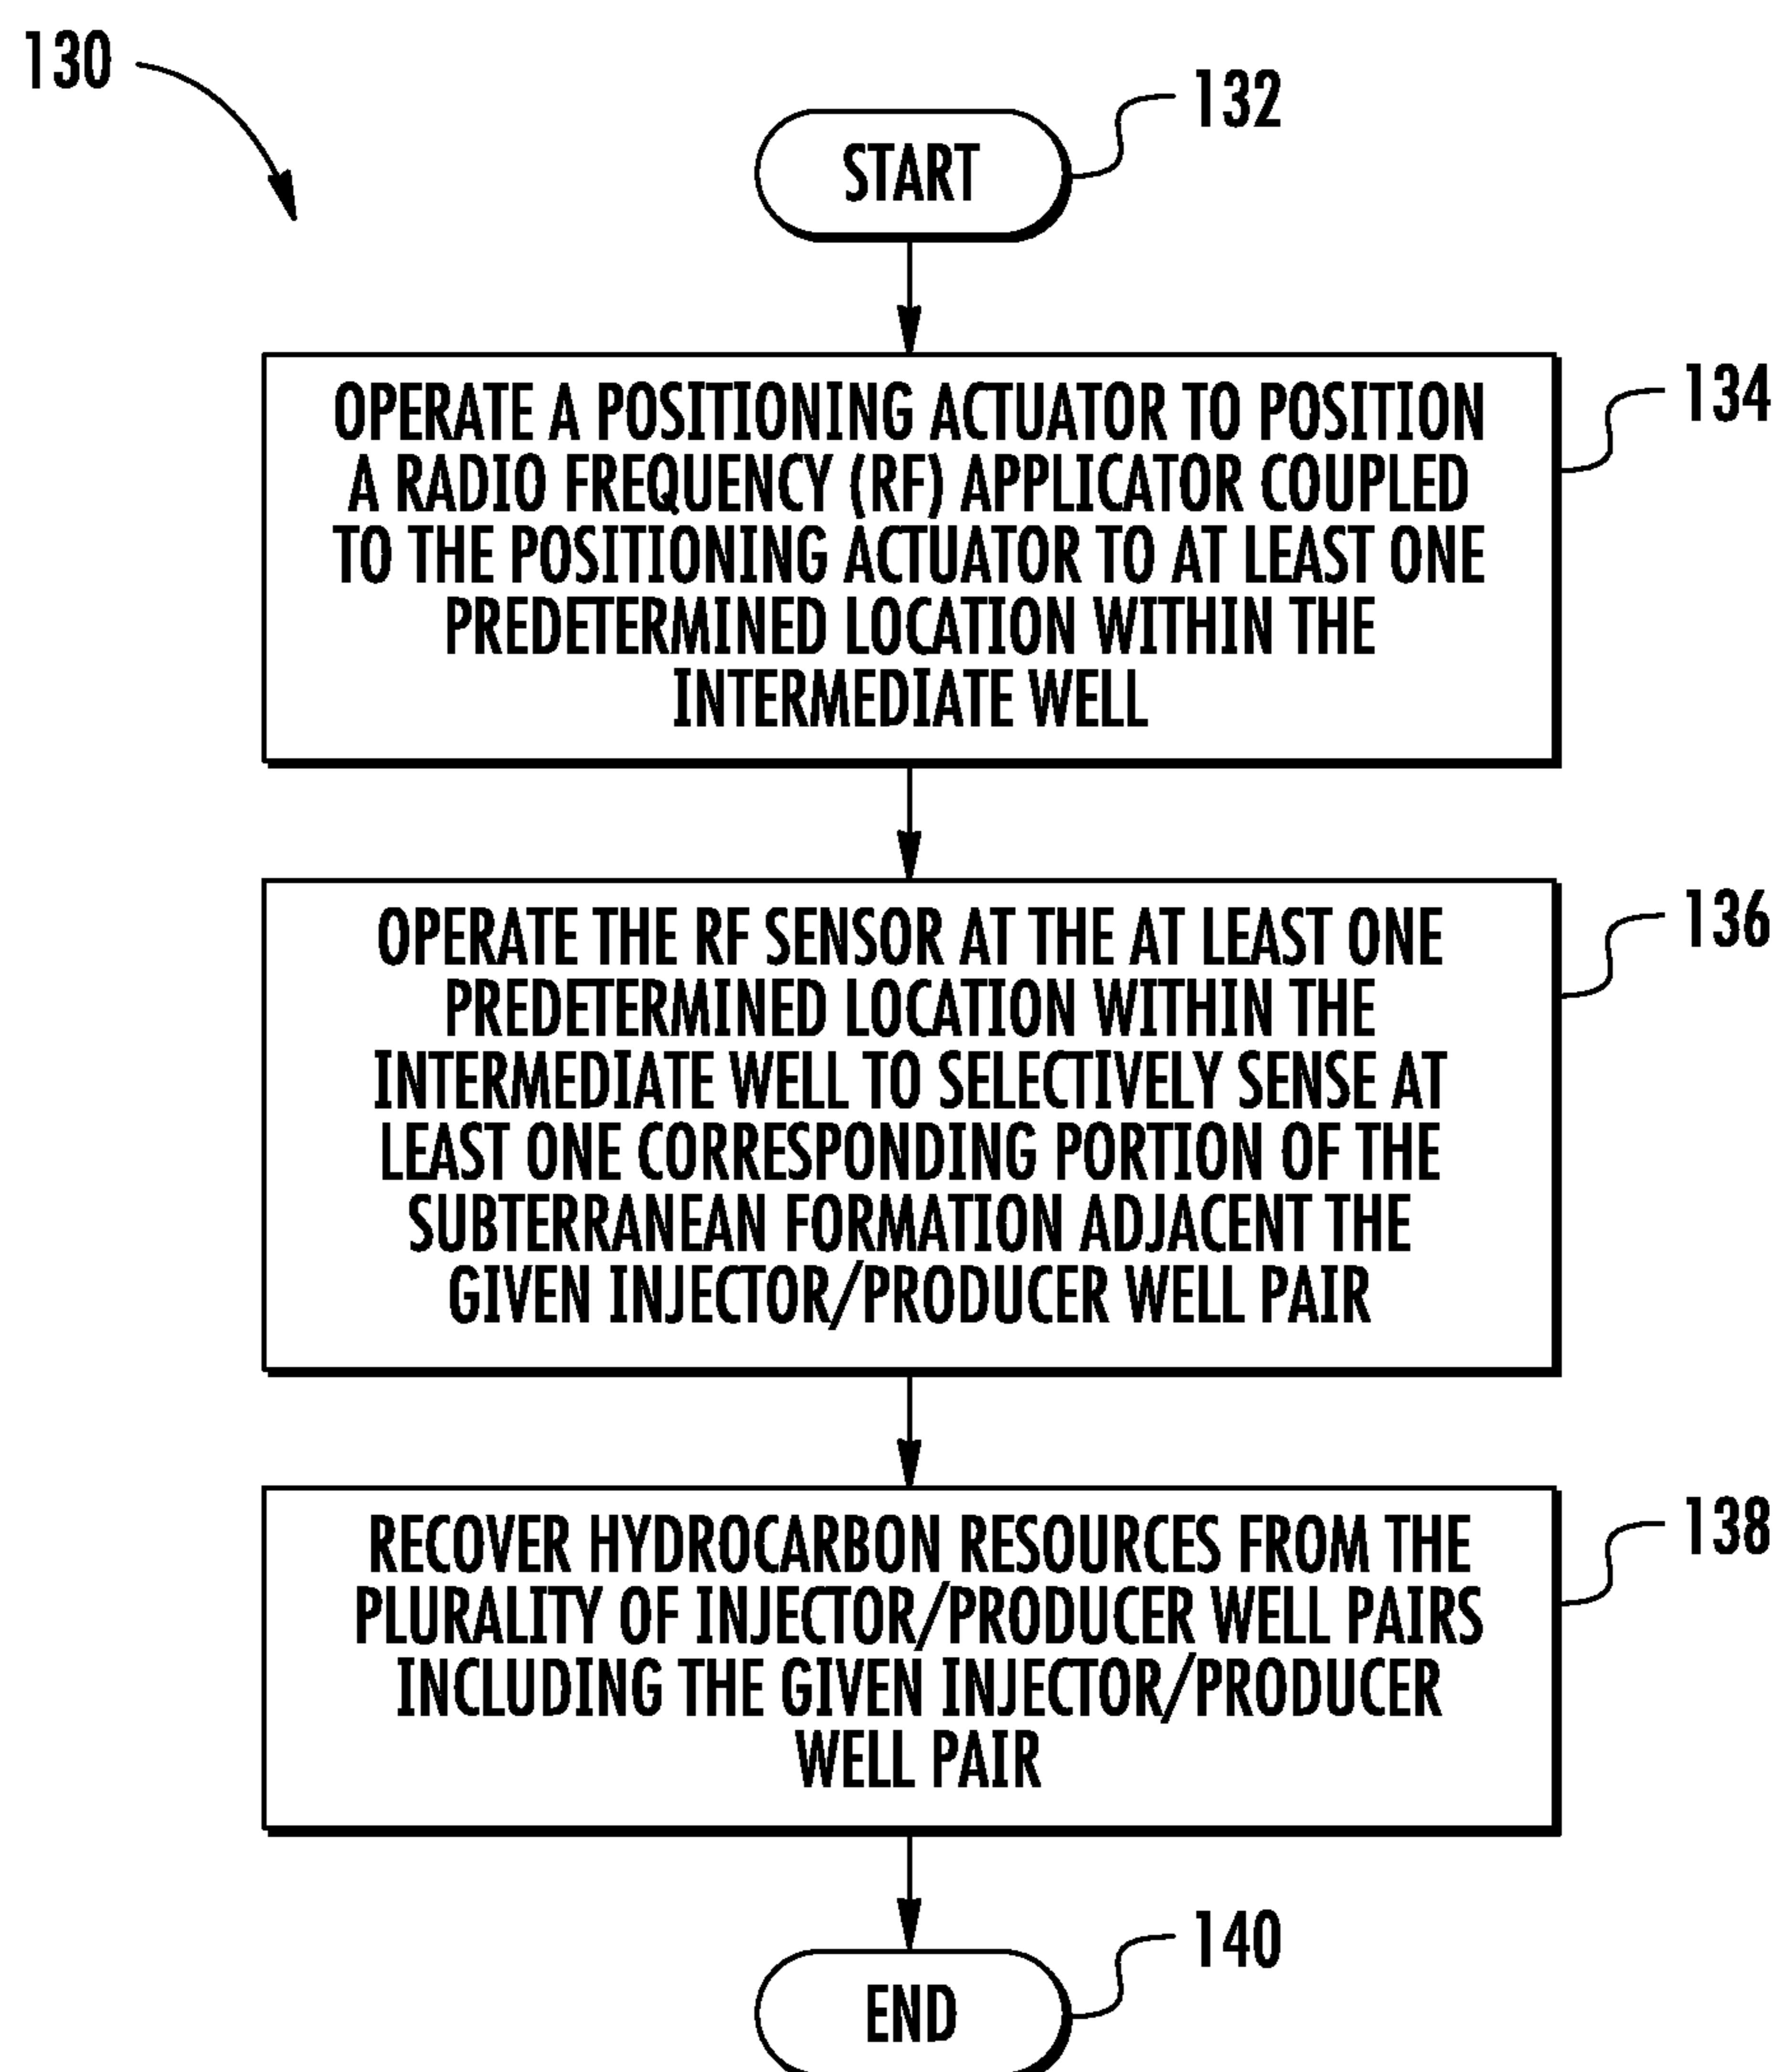 130
132
START
134
OPERATE A POSITIONING ACTUATOR TO POSITION
A RADIO FREQUENCY (RF) APPLICATOR COUPLED
TO THE POSITIONING ACTUATOR TO AT LEAST ONE
PREDETERMINED LOCATION WITHIN THE
INTERMEDIATE WELL
136
OPERATE THE RF SENSOR AT THE AT LEAST ONE
PREDETERMINED LOCATION WITHIN THE
INTERMEDIATE WELL TO SELECTIVELY SENSE AT
LEAST ONE CORRESPONDING PORTION OF THE
SUBTERRANEAN FORMATION ADJACENT THE
GIVEN INJECTOR/PRODUCER WELL PAIR
138
RECOVER HYDROCARBON RESOURCES FROM THE
PLURALITY OF INJECTOR/PRODUCER WELL PAIRS
INCLUDING THE GIVEN INJECTOR/PRODUCER
WELL PAIR
140
END